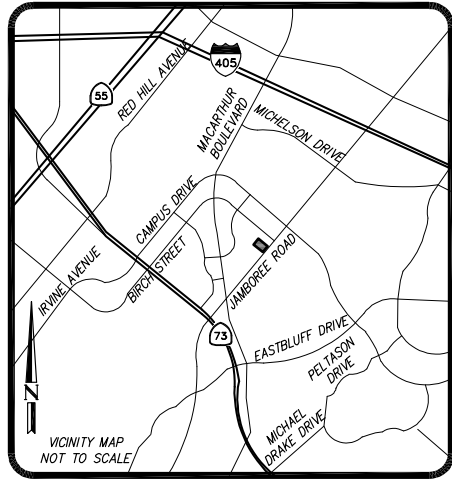 RED HILL AVENUE
405
55
MACARTHUR
BOULEVARD
MICHELSON DRIVE
CAMPUS DRIVE
IRVINE AVENUE
BIRCH STREET
JAMBOREE ROAD
73
EASTBLUFF DRIVE
PELTASON
DRIVE
MICHAEL
DRAKE DRIVE
N
VICINITY MAP
NOT TO SCALE